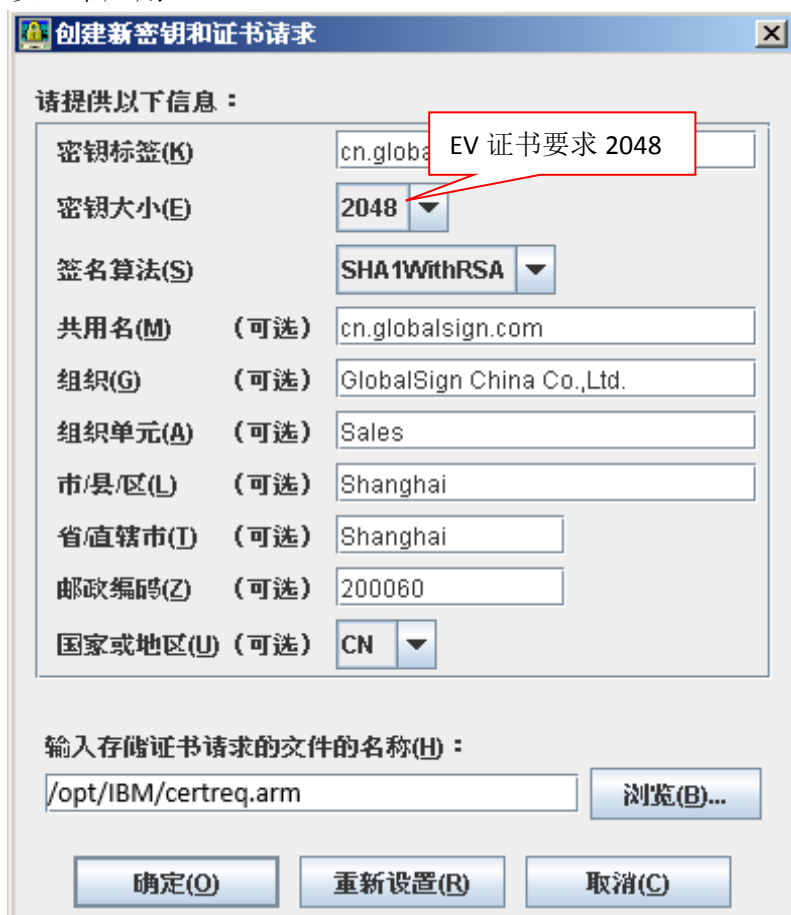 创建新密钥和证书请求
请提供以下信息：
密钥标签(K) cn.globa
EV 证书要求 2048
密钥大小(E) 2048
签名算法(S) SHA1WithRSA
共用名(M) （可选） cn.globalsign.com
组织(G) （可选） GlobalSign China Co.,Ltd.
组织单元(A) （可选） Sales
市/县/区(L) （可选） Shanghai
省/直辖市(T) （可选） Shanghai
邮政编码(Z) （可选） 200060
国家或地区(U) （可选） CN
输入存储证书请求的文件的名称(H)：
/opt/IBM/certreq.arm 浏览(B)...
确定(O) 重新设置(R) 取消(C)